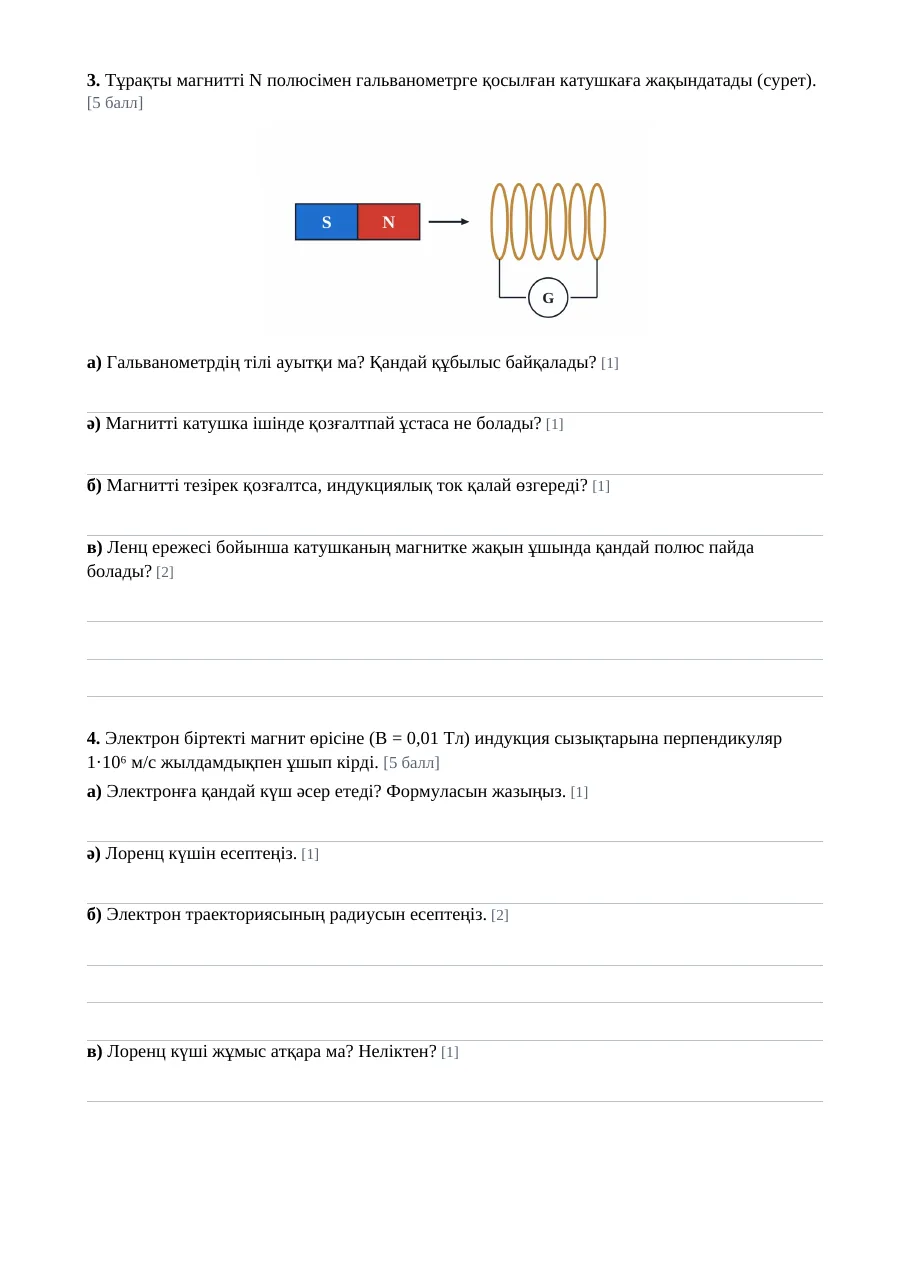 3. Тұрақты магнитті N полюсімен гальванометрге қосылған катушкаға жақындатады (сурет).
[5 балл]
S N
G
а) Гальванометрдің тілі ауытқи ма? Қандай құбылыс байқалады? [1]
ә) Магнитті катушка ішінде қозғалтпай ұстаса не болады? [1]
б) Магнитті тезірек қозғалтса, индукциялық ток қалай өзгереді? [1]
в) Ленц ережесі бойынша катушканың магнитке жақын ұшында қандай полюс пайда
болады? [2]
4. Электрон біртекті магнит өрісіне (B = 0,01 Тл) индукция сызықтарына перпендикуляр
1·10⁶ м/с жылдамдықпен ұшып кірді. [5 балл]
а) Электронға қандай күш әсер етеді? Формуласын жазыңыз. [1]
ә) Лоренц күшін есептеңіз. [1]
б) Электрон траекториясының радиусын есептеңіз. [2]
в) Лоренц күші жұмыс атқара ма? Неліктен? [1]